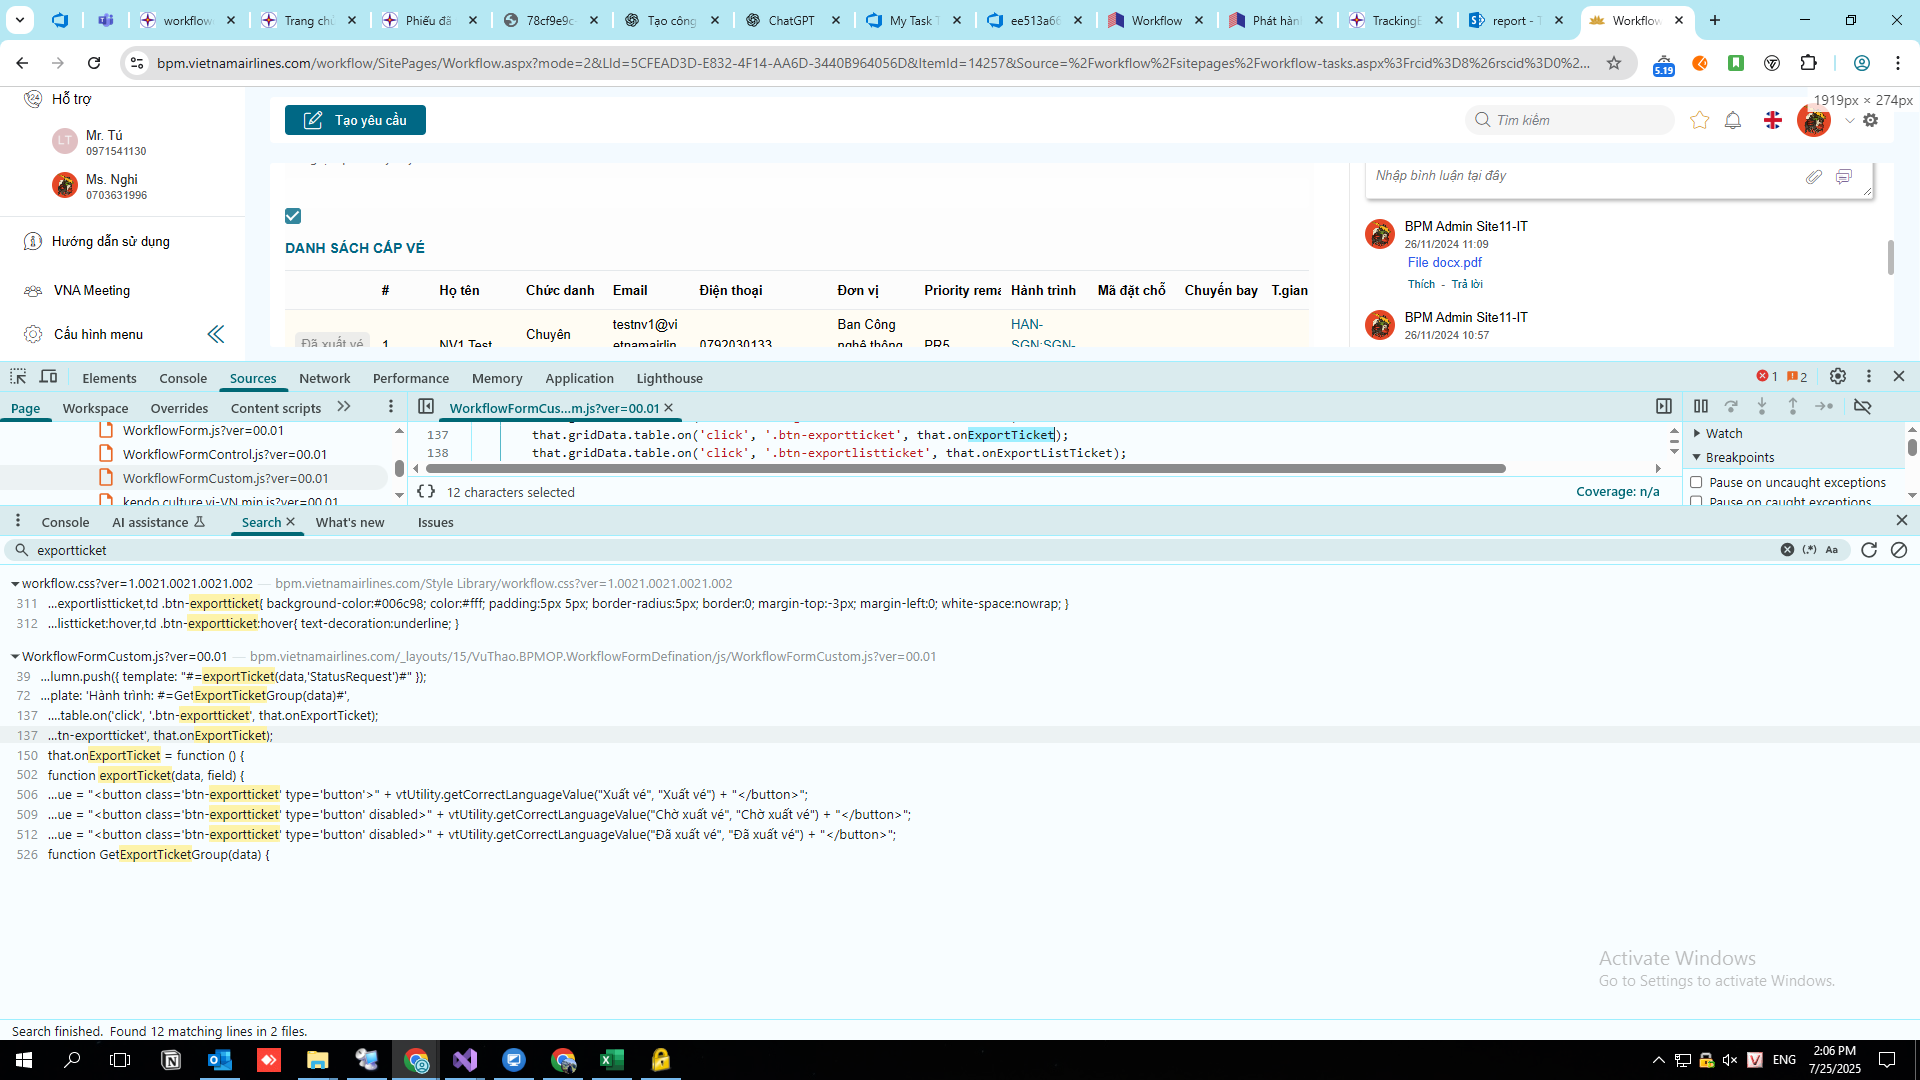 workflow
Trang chủ
Phiếu đã
78cf9e9c-
Tạo công
ChatGPT
My Task T
ee513a66
Workflow
Phát hành
TrackingE
report - T
Workflow
bpm.vietnamairlines.com/workflow/SitePages/Workflow.aspx?mode=2&LId=5CFEAD3D-E832-4F14-AA6D-3440B964056D&ItemId=14257&Source=%2Fworkflow%2Fsitepages%2Fworkflow-tasks.aspx%3Frcid%3D8%26rscid%3D0%2...
5.19
Hỗ trợ
LT
Mr. Tú
0971541130
Ms. Nghi
0703631996
Hướng dẫn sử dụng
VNA Meeting
Cấu hình menu
Tạo yêu cầu
Tìm kiếm
1919px × 274px
DANH SÁCH CẤP VÉ
# Họ tên Chức danh Email Điện thoại Đơn vị Priority rema Hành trình Mã đặt chỗ Chuyến bay T.gian
Đã xuất vé 1 NV1 Test Chuyên testnv1@vi etnamairlin 0792030133 Ban Công nghệ thông PR5 HAN-SGN;SGN-
Nhập bình luận tại đây
BPM Admin Site11-IT
26/11/2024 11:09
File docx.pdf
Thích - Trả lời
BPM Admin Site11-IT
26/11/2024 10:57
Elements Console Sources Network Performance Memory Application Lighthouse
1 2
Page Workspace Overrides Content scripts
WorkflowFormCus...m.js?ver=00.01
WorkflowForm.js?ver=00.01
WorkflowFormControl.js?ver=00.01
WorkflowFormCustom.js?ver=00.01
kendo.culture.vi-VN.min.js?ver=00.01
137 that.gridData.table.on('click', '.btn-exportticket', that.onExportTicket);
138 that.gridData.table.on('click', '.btn-exportlistticket', that.onExportListTicket);
{ } 12 characters selected
Coverage: n/a
Watch
Breakpoints
Pause on uncaught exceptions
Pause on caught exceptions
Console AI assistance Search What's new Issues
exportticket
(.*) Aa
workflow.css?ver=1.0021.0021.0021.002 — bpm.vietnamairlines.com/Style Library/workflow.css?ver=1.0021.0021.0021.002
311 ...exportlistticket,td .btn-exportticket{ background-color:#006c98; color:#fff; padding:5px 5px; border-radius:5px; border:0; margin-top:-3px; margin-left:0; white-space:nowrap; }
312 ...listticket:hover,td .btn-exportticket:hover{ text-decoration:underline; }
WorkflowFormCustom.js?ver=00.01 — bpm.vietnamairlines.com/_layouts/15/VuThao.BPMOP.WorkflowFormDefination/js/WorkflowFormCustom.js?ver=00.01
39 ...lumn.push({ template: "#=exportTicket(data,'StatusRequest')#" });
72 ...plate: 'Hành trình: #=GetExportTicketGroup(data)#',
137 ....table.on('click', '.btn-exportticket', that.onExportTicket);
137 ...tn-exportticket', that.onExportTicket);
150 that.onExportTicket = function () {
502 function exportTicket(data, field) {
506 ...ue = "<button class='btn-exportticket' type='button'>" + vtUtility.getCorrectLanguageValue("Xuất vé", "Xuất vé") + "</button>";
509 ...ue = "<button class='btn-exportticket' type='button' disabled>" + vtUtility.getCorrectLanguageValue("Chờ xuất vé", "Chờ xuất vé") + "</button>";
512 ...ue = "<button class='btn-exportticket' type='button' disabled>" + vtUtility.getCorrectLanguageValue("Đã xuất vé", "Đã xuất vé") + "</button>";
526 function GetExportTicketGroup(data) {
Activate Windows
Go to Settings to activate Windows.
Search finished. Found 12 matching lines in 2 files.
ENG
2:06 PM
7/25/2025